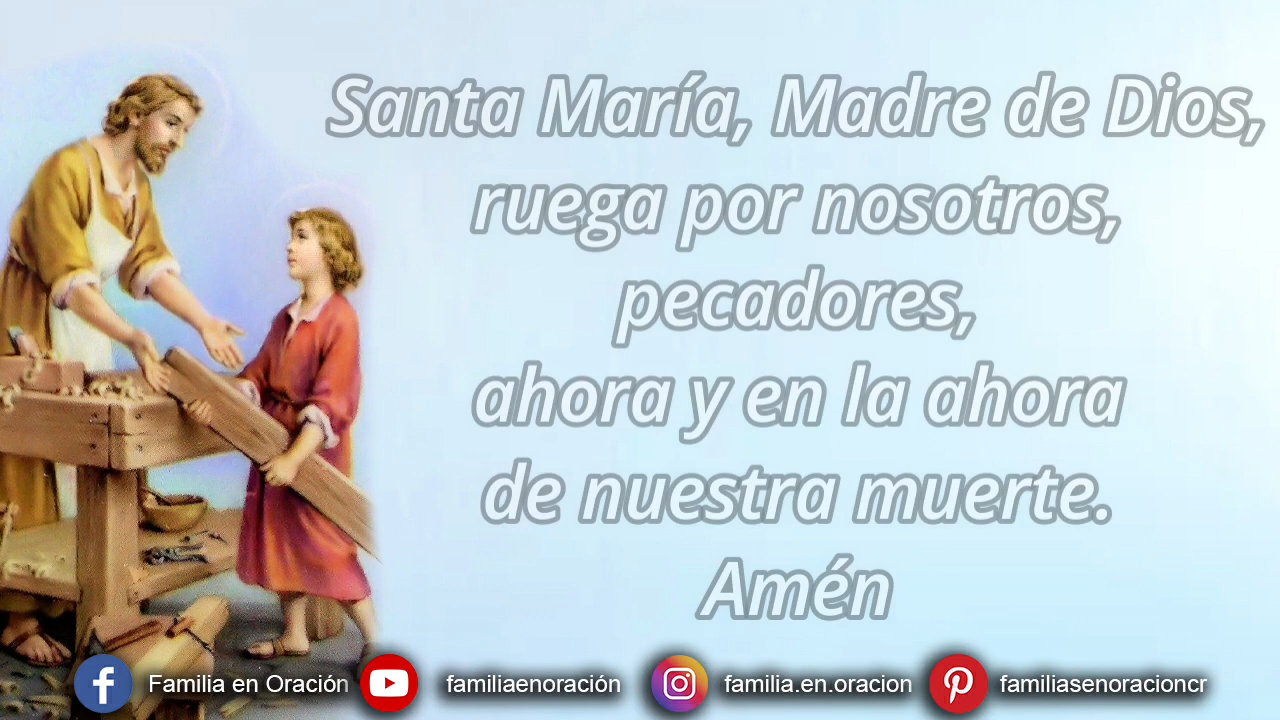 Santa María, Madre de Dios,
ruega por nosotros,
pecadores,
ahora y en la ahora
de nuestra muerte.
Amén
Familia en Oración
familiaenoración
familia.en.oracion
familiasenoracioncr